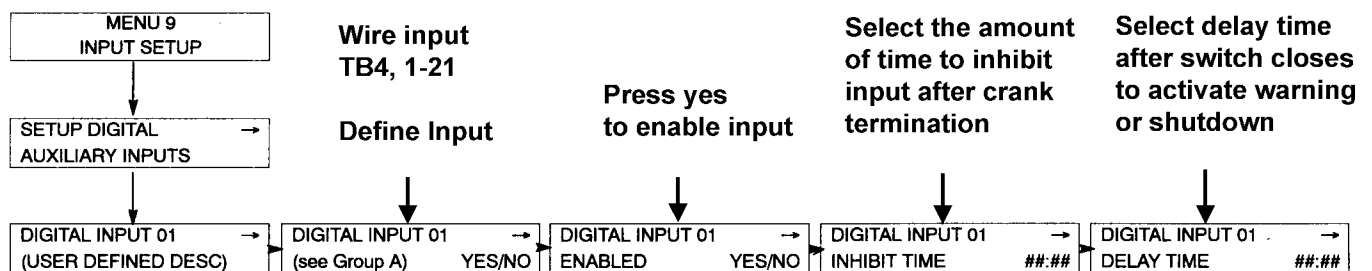 MENU 9
INPUT SETUP
Wire input
TB4, 1-21
Define Input
Press yes
to enable input
Select the amount
of time to inhibit
input after crank
termination
Select delay time
after switch closes
to activate warning
or shutdown
SETUP DIGITAL →
AUXILIARY INPUTS
DIGITAL INPUT 01 →
(USER DEFINED DESC)
DIGITAL INPUT 01 →
(see Group A) YES/NO
DIGITAL INPUT 01 →
ENABLED YES/NO
DIGITAL INPUT 01 →
INHIBIT TIME ##:##
DIGITAL INPUT 01 →
DELAY TIME ##:##